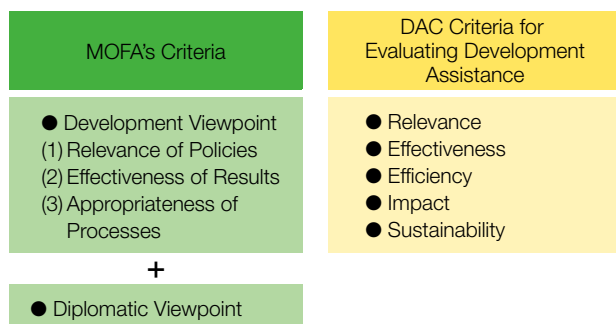 MOFA's Criteria
● Development Viewpoint
(1) Relevance of Policies
(2) Effectiveness of Results
(3) Appropriateness of
Processes
+
● Diplomatic Viewpoint
DAC Criteria for
Evaluating Development
Assistance
● Relevance
● Effectiveness
● Efficiency
● Impact
● Sustainability